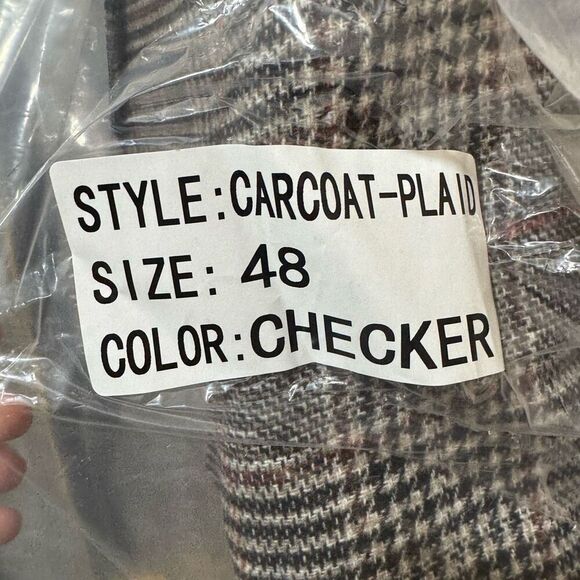 STYLE:CARCOAT-PLAID
SIZE: 48
COLOR:CHECKER